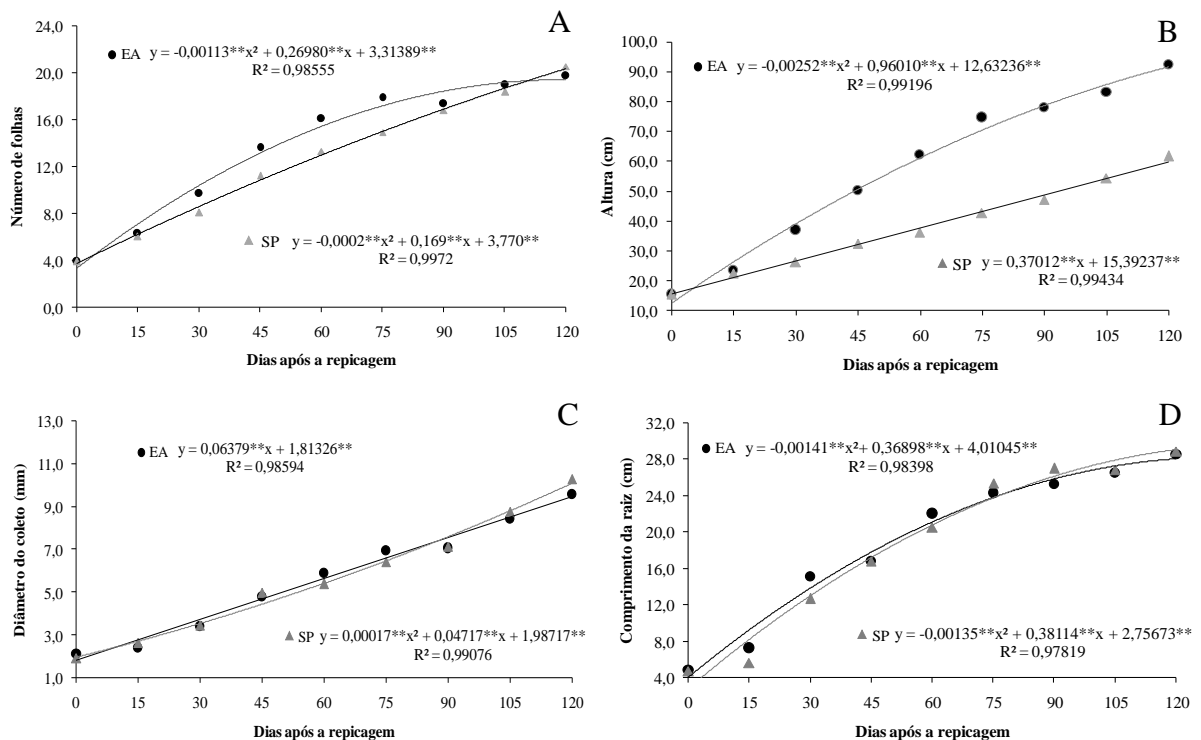 A
24,0
20,0
16,0
12,0
8,0
4,0
0,0
Número de folhas
EA y = -0,00113**x² + 0,26980**x + 3,31389**
R² = 0,98555
SP y = -0,0002**x² + 0,169**x + 3,770**
R² = 0,9972
0 15 30 45 60 75 90 105 120
Dias após a repicagem
B
100,0
90,0
80,0
70,0
60,0
50,0
40,0
30,0
20,0
10,0
Altura (cm)
EA y = -0,00252**x² + 0,96010**x + 12,63236**
R² = 0,99196
SP y = 0,37012**x + 15,39237**
R² = 0,99434
0 15 30 45 60 75 90 105 120
Dias após a repicagem
C
13,0
11,0
9,0
7,0
5,0
3,0
1,0
Diâmetro do coleto (mm)
EA y = 0,06379**x + 1,81326**
R² = 0,98594
SP y = 0,00017**x² + 0,04717**x + 1,98717**
R² = 0,99076
0 15 30 45 60 75 90 105 120
Dias após a repicagem
D
32,0
28,0
24,0
20,0
16,0
12,0
8,0
4,0
Comprimento da raiz (cm)
EA y = -0,00141**x²+ 0,36898**x + 4,01045**
R² = 0,98398
SP y = -0,00135**x² + 0,38114**x + 2,75673**
R² = 0,97819
0 15 30 45 60 75 90 105 120
Dias após a repicagem